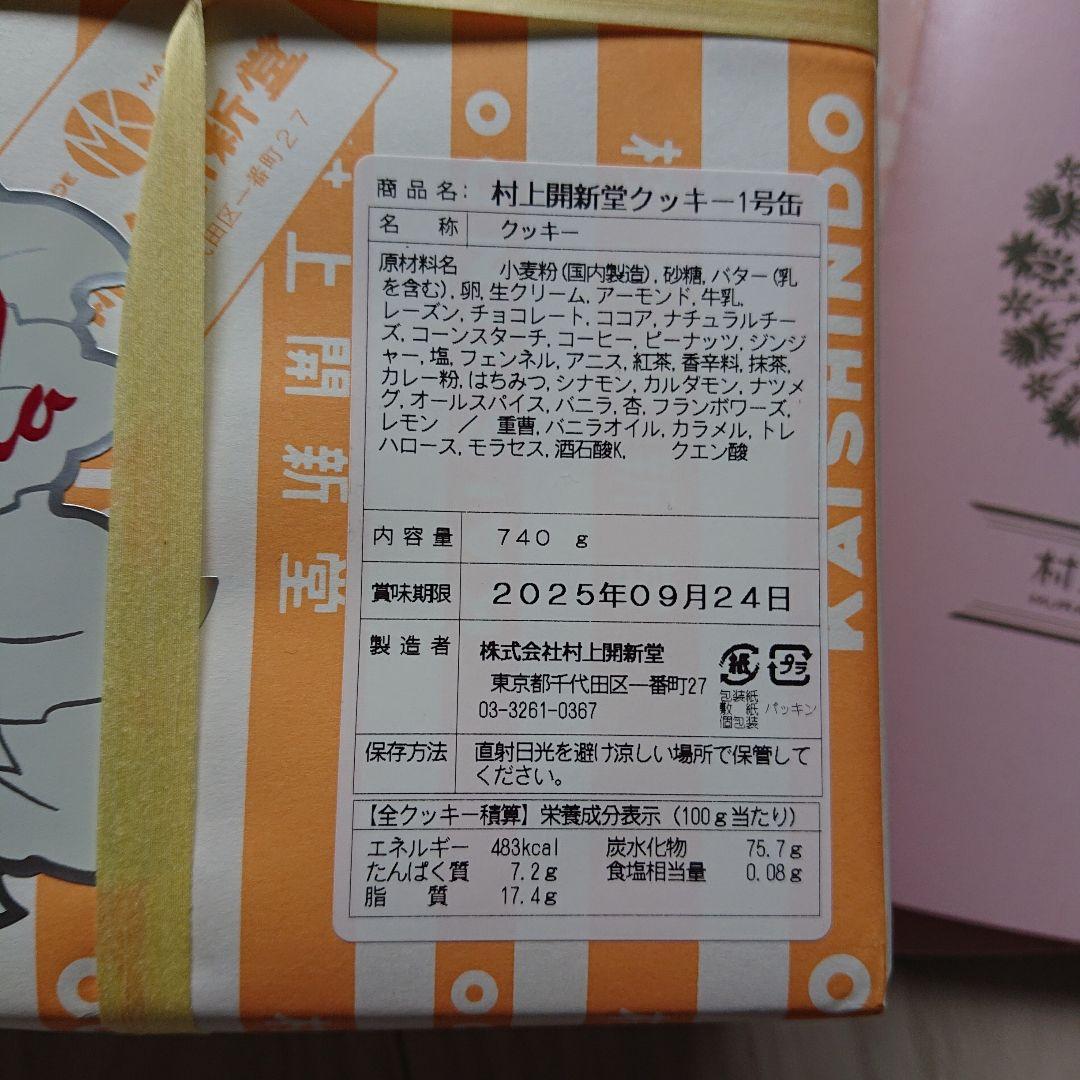 商品名：村上開新堂クッキー1号缶
名称 クッキー
原材料名 小麦粉(国内製造), 砂糖, バター(乳
を含む), 卵, 生クリーム, アーモンド, 牛乳,
レーズン, チョコレート, ココア, ナチュラルチー
ズ, コーンスターチ, コーヒー, ピーナッツ, ジンジ
ャー, 塩, フェンネル, アニス, 紅茶, 香辛料, 抹茶,
カレー粉, はちみつ, シナモン, カルダモン, ナツメ
グ, オールスパイス, バニラ, 杏, フランボワーズ,
レモン ／ 重曹, バニラオイル, カラメル, トレ
ハロース, モラセス, 酒石酸K, クエン酸
内容量 740 g
賞味期限 2025年09月24日
製造者 株式会社村上開新堂
東京都千代田区一番町27
03-3261-0367
紙 プラ
包装紙
敷紙 パッキン
個包装
保存方法 直射日光を避け涼しい場所で保管して
ください。
【全クッキー積算】栄養成分表示（100ｇ当たり）
エネルギー 483kcal 炭水化物 75.7g
たんぱく質 7.2g 食塩相当量 0.08g
脂質 17.4g
KAISHINDO
上開新堂
新堂
田区一番町27
MK
村